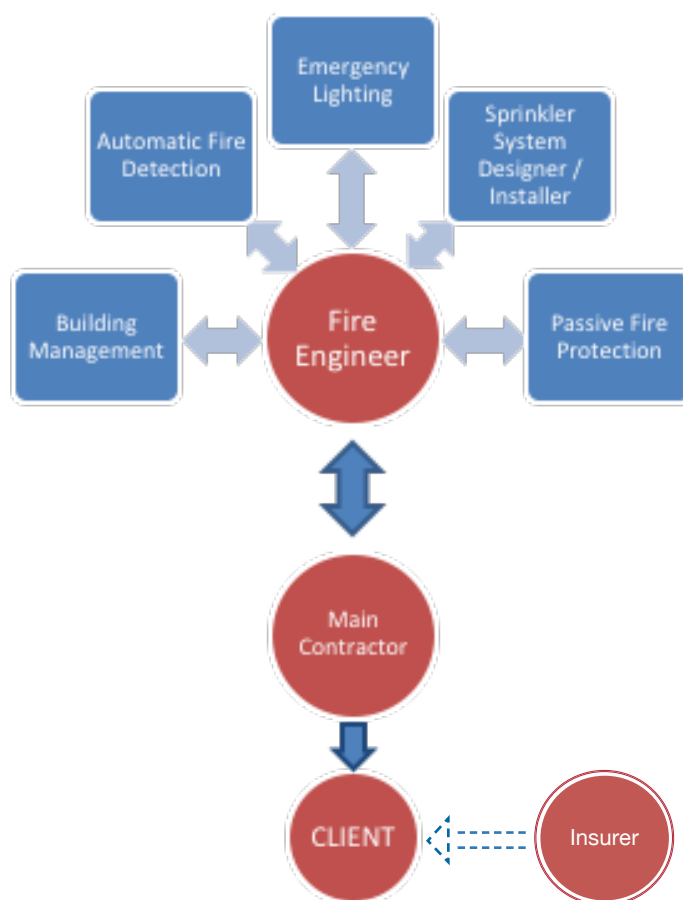 Emergency
Lighting
Automatic Fire
Detection
Sprinkler
System
Designer /
Installer
Building
Management
Fire
Engineer
Passive Fire
Protection
Main
Contractor
CLIENT
Insurer